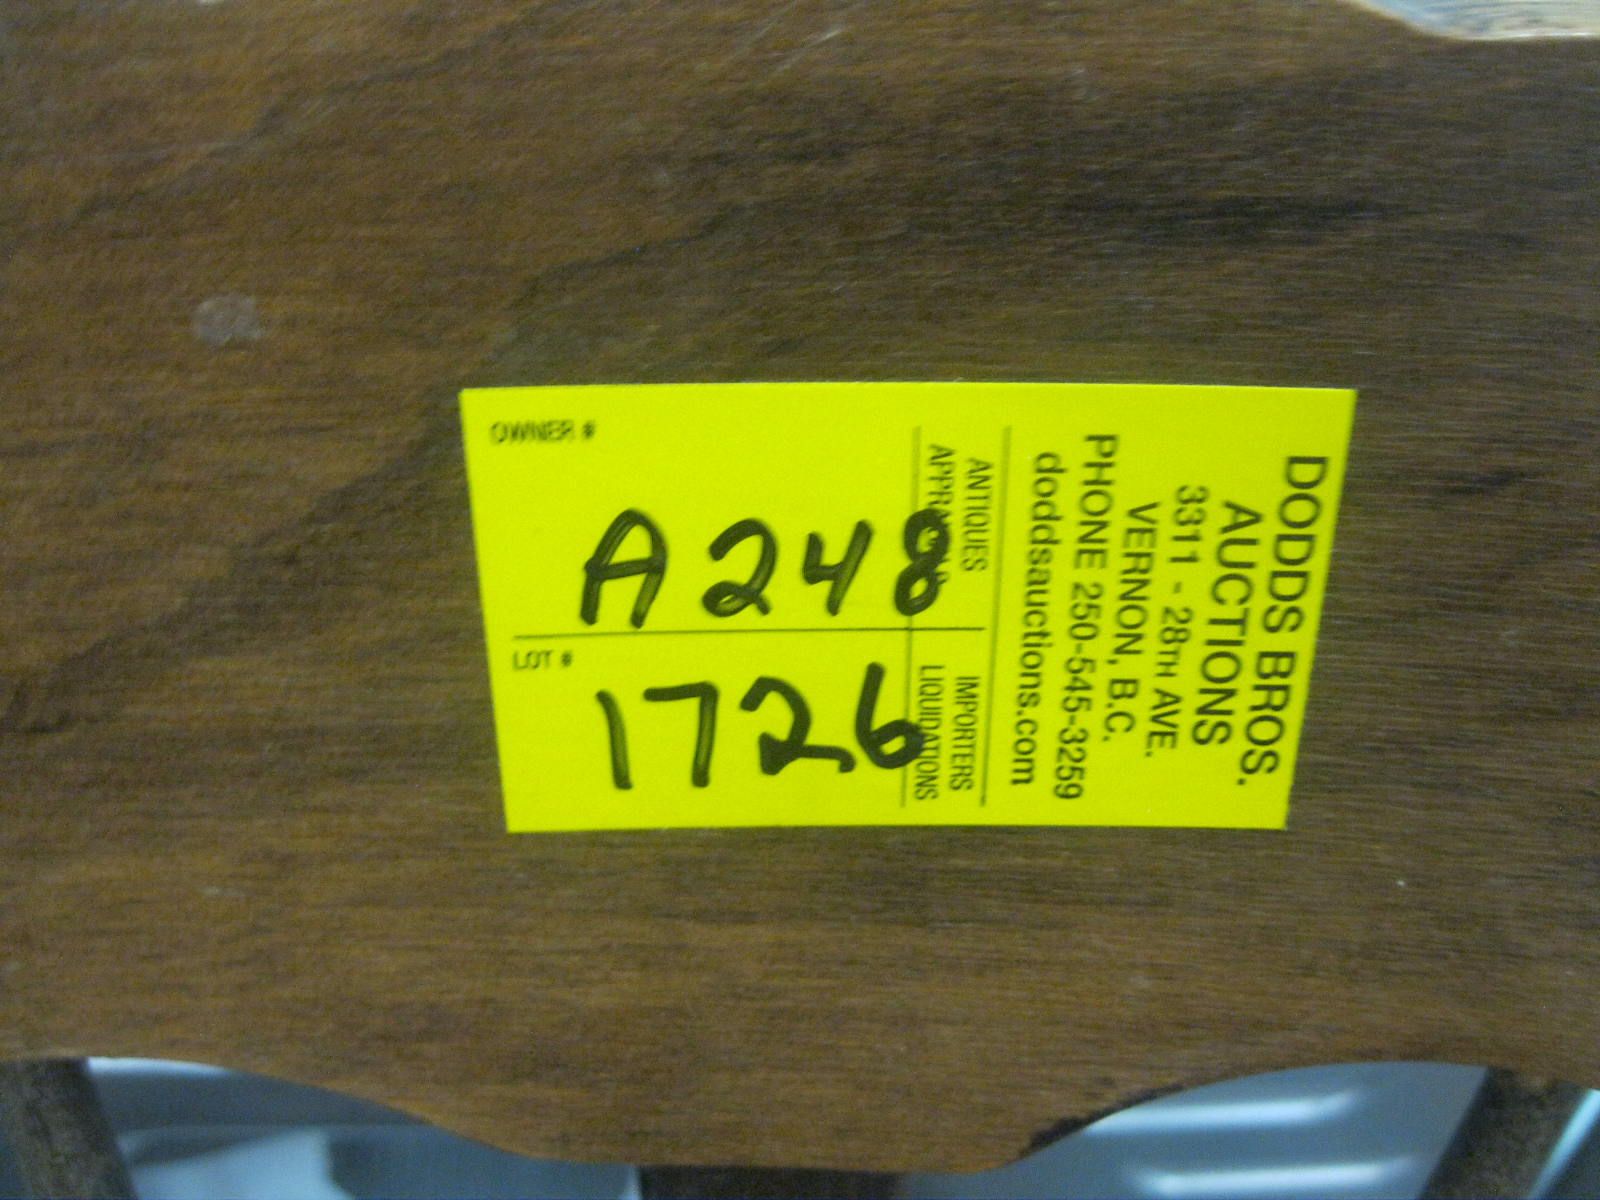 DODDS BROS.
AUCTIONS
3311 - 28TH AVE.
VERNON, B.C.
PHONE 250-545-3259
doddsauctions.com
ANTIQUES IMPORTERS
LIQUIDATIONS
OWNER #
A248
LOT #
1726